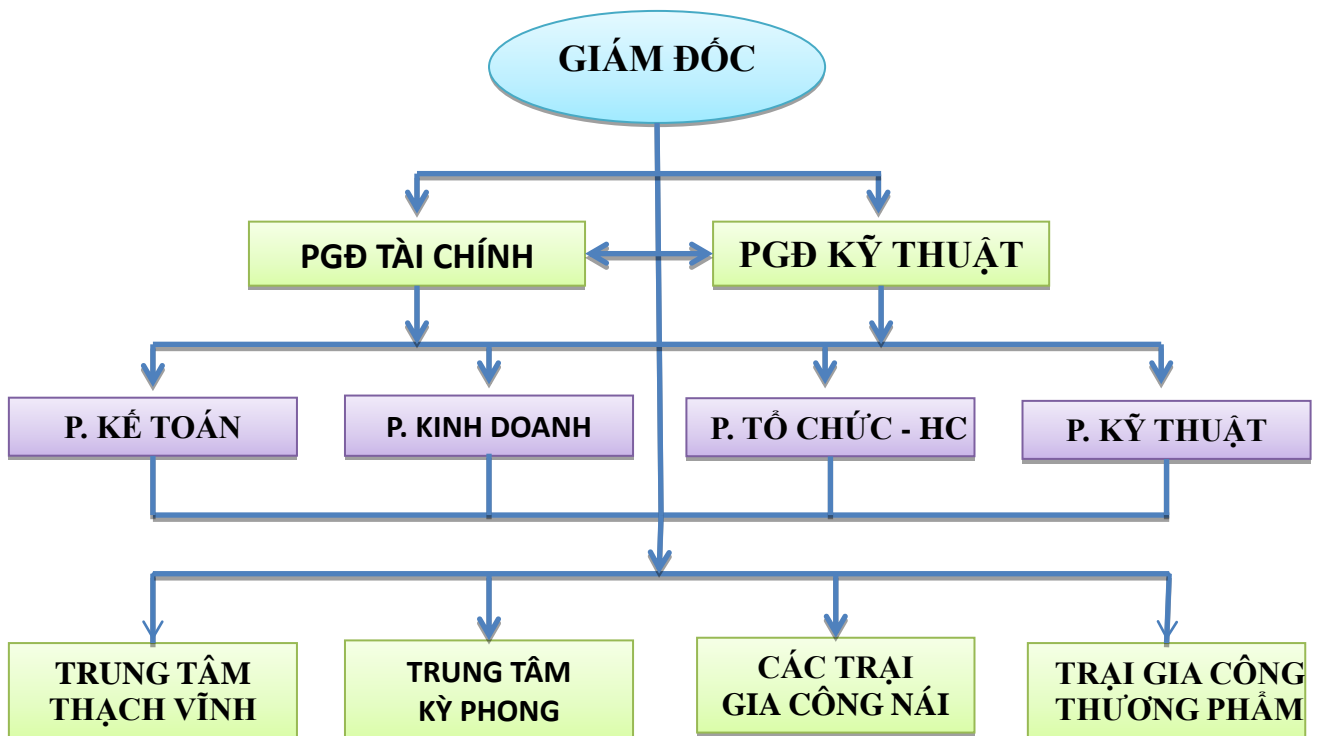 GIÁM ĐỐC
PGĐ TÀI CHÍNH
PGĐ KỸ THUẬT
P. KẾ TOÁN
P. KINH DOANH
P. TỔ CHỨC - HC
P. KỸ THUẬT
TRUNG TÂM
THẠCH VĨNH
TRUNG TÂM
KỲ PHONG
CÁC TRẠI
GIA CÔNG NÁI
TRẠI GIA CÔNG
THƯƠNG PHẨM